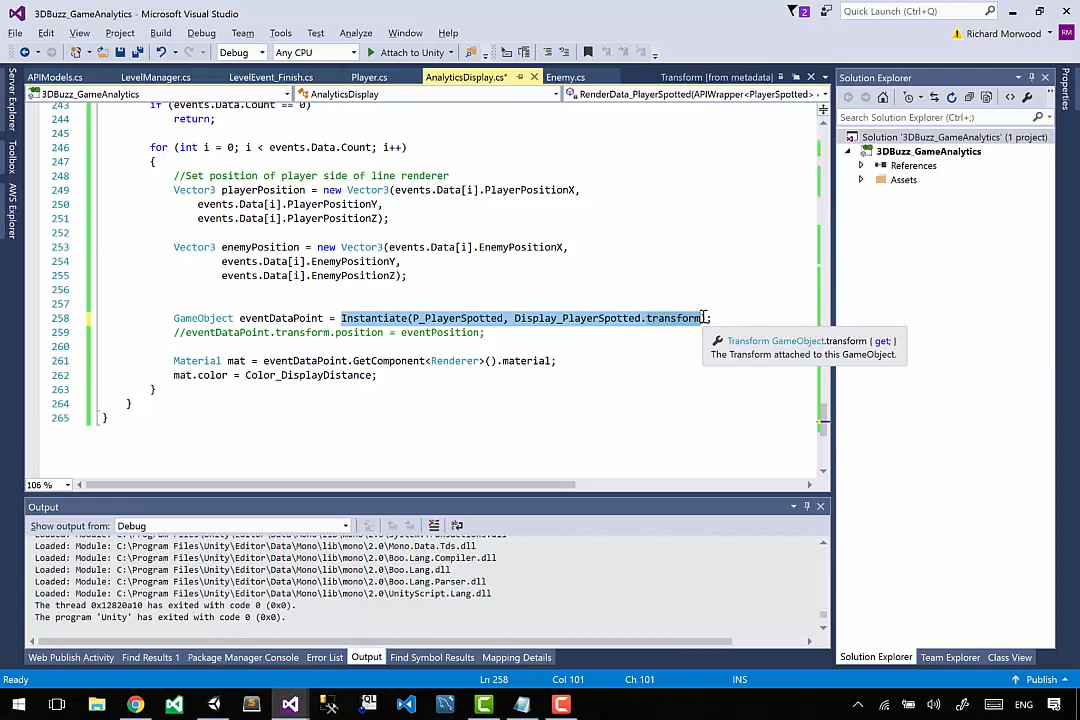 3DBuzz_GameAnalytics - Microsoft Visual Studio
2
Quick Launch (Ctrl+Q)
File Edit View Project Build Debug Team Tools Test Analyze Window Help
Richard Morwood
RM
Debug Any CPU Attach to Unity
APIModels.cs LevelManager.cs LevelEvent_Finish.cs Player.cs AnalyticsDisplay.cs* Enemy.cs Transform [from metadata]
3DBuzz_GameAnalytics AnalyticsDisplay RenderData_PlayerSpotted(APIWrapper<PlayerSpotted>
Server Explorer
Toolbox
AWS Explorer
243 if (events.Data.Count == 0)
244 return;
245
246 for (int i = 0; i < events.Data.Count; i++)
247 {
248 //Set position of player side of line renderer
249 Vector3 playerPosition = new Vector3(events.Data[i].PlayerPositionX,
250 events.Data[i].PlayerPositionY,
251 events.Data[i].PlayerPositionZ);
252
253 Vector3 enemyPosition = new Vector3(events.Data[i].EnemyPositionX,
254 events.Data[i].EnemyPositionY,
255 events.Data[i].EnemyPositionZ);
256
257
258 GameObject eventDataPoint = Instantiate(P_PlayerSpotted, Display_PlayerSpotted.transform);
259 //eventDataPoint.transform.position = eventPosition;
260
261 Material mat = eventDataPoint.GetComponent<Renderer>().material;
262 mat.color = Color_DisplayDistance;
263 }
264 }
265 }
Transform GameObject.transform { get; }
The Transform attached to this GameObject.
106 %
Output
Show output from: Debug
Loaded: Module: C:\Program Files\Unity\Editor\Data\Mono\lib\mono\2.0\Mono.Data.Tds.dll
Loaded: Module: C:\Program Files\Unity\Editor\Data\Mono\lib\mono\2.0\Boo.Lang.Compiler.dll
Loaded: Module: C:\Program Files\Unity\Editor\Data\Mono\lib\mono\2.0\Boo.Lang.dll
Loaded: Module: C:\Program Files\Unity\Editor\Data\Mono\lib\mono\2.0\Boo.Lang.Parser.dll
Loaded: Module: C:\Program Files\Unity\Editor\Data\Mono\lib\mono\2.0\UnityScript.Lang.dll
The thread 0x12820a10 has exited with code 0 (0x0).
The program 'Unity' has exited with code 0 (0x0).
Web Publish Activity Find Results 1 Package Manager Console Error List Output Find Symbol Results Mapping Details
Solution Explorer
Search Solution Explorer (Ctrl+;)
Solution '3DBuzz_GameAnalytics' (1 project)
3DBuzz_GameAnalytics
References
Assets
Solution Explorer Team Explorer Class View
Properties
Ready Ln 258 Col 101 Ch 101 INS Publish
ENG